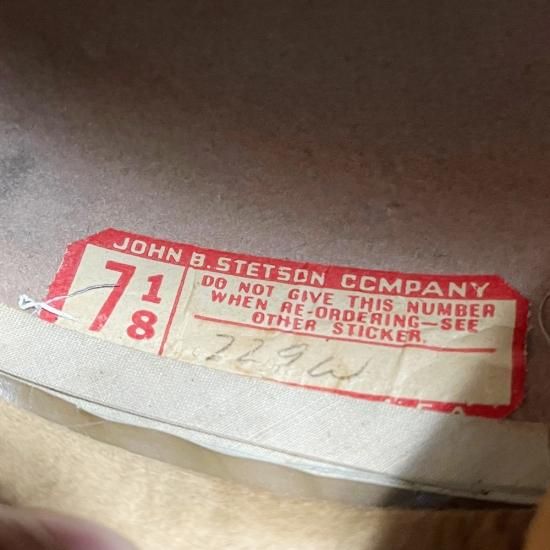 JOHN B. STETSON COMPANY
7 1/8
DO NOT GIVE THIS NUMBER
WHEN RE-ORDERING—SEE
OTHER STICKER.